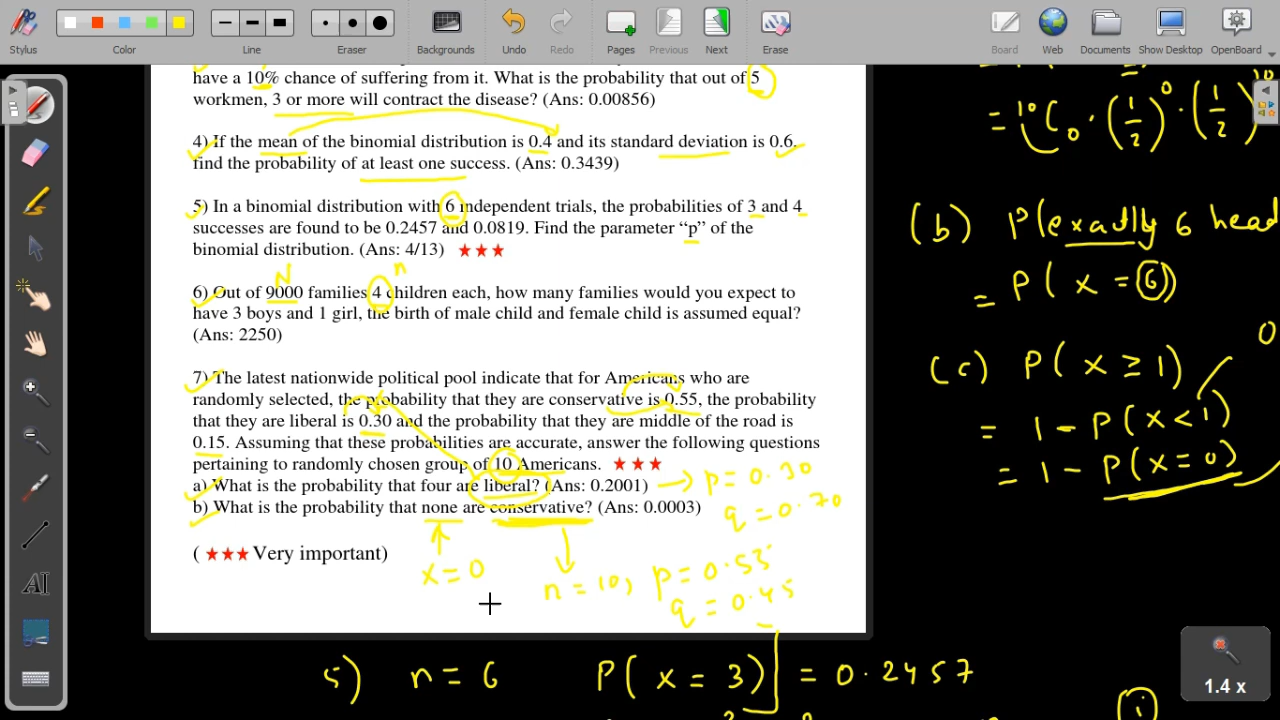 Stylus
Color
Line
Eraser
Backgrounds
Undo
Redo
Pages
Previous
Next
Erase
Board
Web
Documents
Show Desktop
OpenBoard
have a 10% chance of suffering from it. What is the probability that out of 5
workmen, 3 or more will contract the disease? (Ans: 0.00856)
4) If the mean of the binomial distribution is 0.4 and its standard deviation is 0.6.
find the probability of at least one success. (Ans: 0.3439)
5) In a binomial distribution with 6 independent trials, the probabilities of 3 and 4
successes are found to be 0.2457 and 0.0819. Find the parameter “p” of the
binomial distribution. (Ans: 4/13) ★★★
N
n
6) Out of 9000 families 4 children each, how many families would you expect to
have 3 boys and 1 girl, the birth of male child and female child is assumed equal?
(Ans: 2250)
7) The latest nationwide political pool indicate that for Americans who are
randomly selected, the probability that they are conservative is 0.55, the probability
that they are liberal is 0.30 and the probability that they are middle of the road is
0.15. Assuming that these probabilities are accurate, answer the following questions
pertaining to randomly chosen group of 10 Americans. ★★★
a) What is the probability that four are liberal? (Ans: 0.2001) → p = 0.30
q = 0.70
b) What is the probability that none are conservative? (Ans: 0.0003)
( ★★★ Very important)
x = 0
n = 10, p = 0.55
q = 0.45
= ¹⁰C₀ · (1/2)⁰ · (1/2)¹⁰
(b) P(exactly 6 head
= P( x = 6)
(c) P( x ≥ 1)
0
= 1 - P( x < 1)
= 1 - P( x = 0)
5) n = 6 P( x = 3) = 0.2457
1.4 x